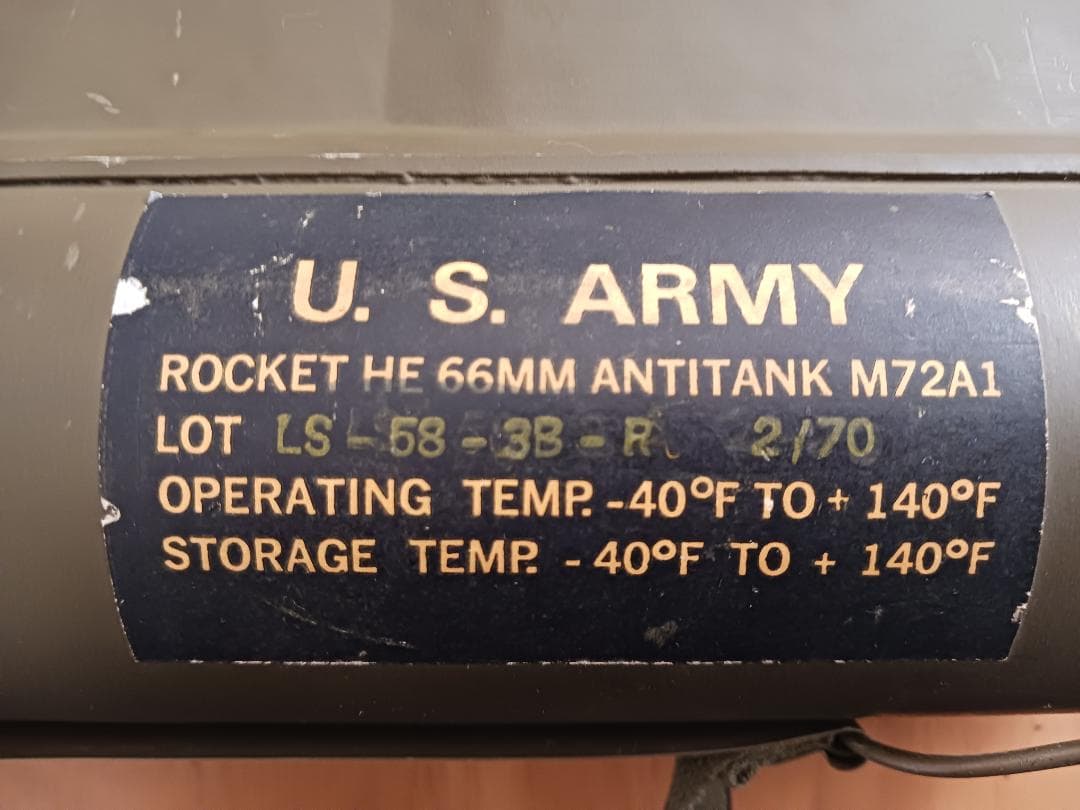 U. S. ARMY
ROCKET HE 66MM ANTITANK M72A1
LOT LS - 68 - 3B - R 2/70
OPERATING TEMP. -40°F TO + 140°F
STORAGE TEMP. - 40°F TO + 140°F